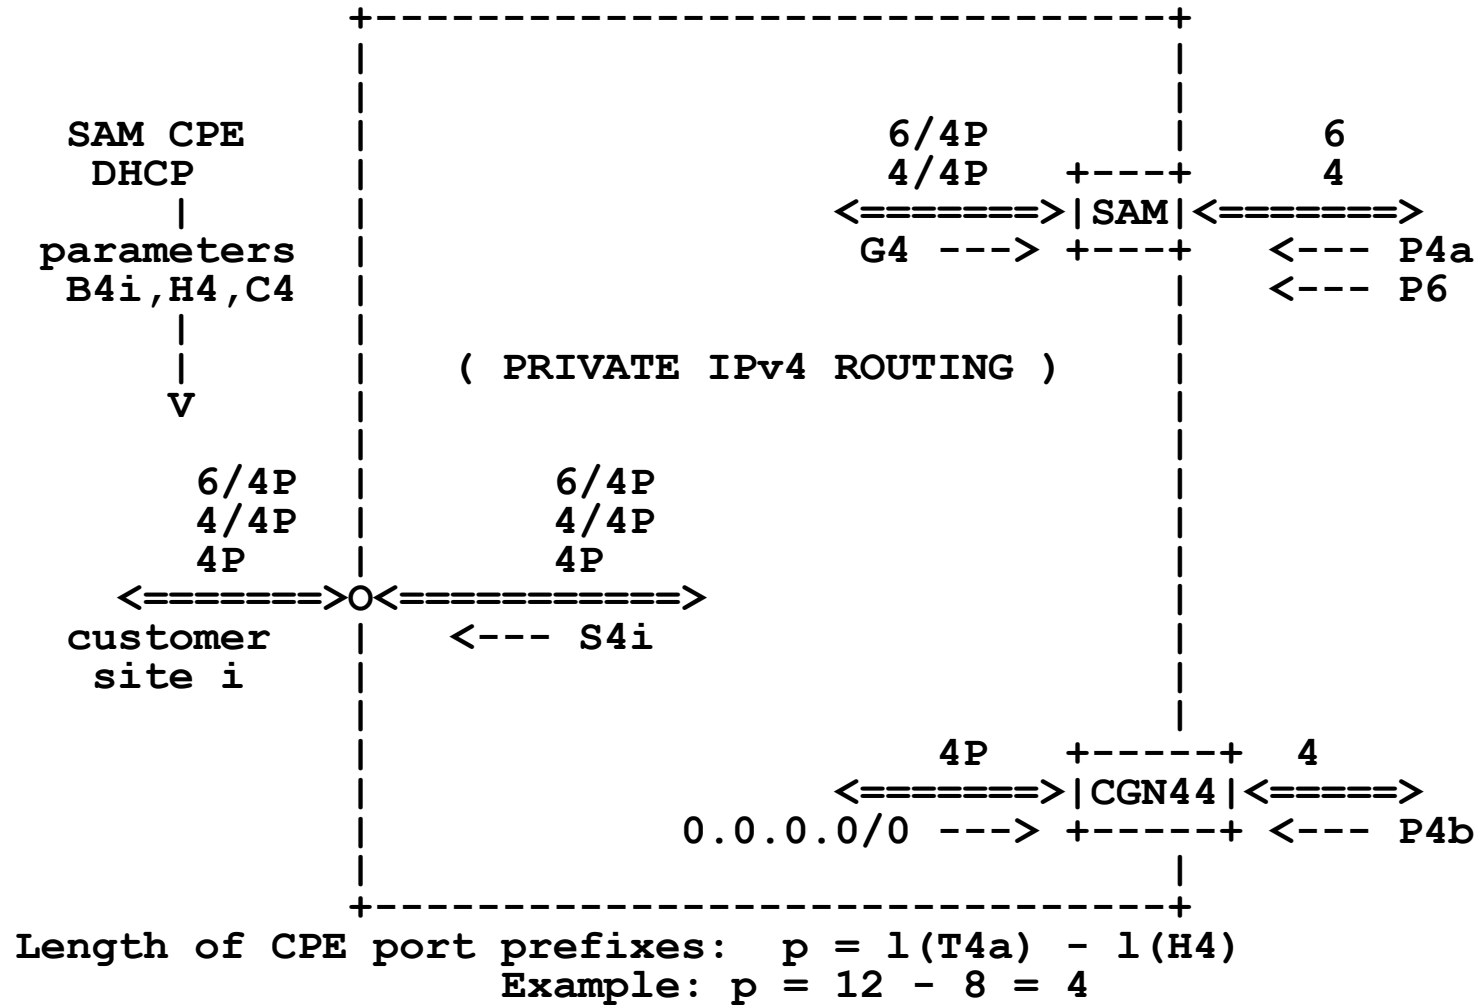 SAM CPE 6/4P 6
DHCP 4/4P +---+ 4
| <=======>|SAM|<=======>
parameters G4 ---> +---+ <--- P4a
B4i,H4,C4 <--- P6
( PRIVATE IPv4 ROUTING )
V
6/4P 6/4P
4/4P 4/4P
4P 4P
<=======>O<===========>
customer <--- S4i
site i
4P +-----+ 4
<=======>|CGN44|<=====>
0.0.0.0/0 ---> +-----+ <--- P4b
Length of CPE port prefixes: p = l(T4a) - l(H4)
Example: p = 12 - 8 = 4